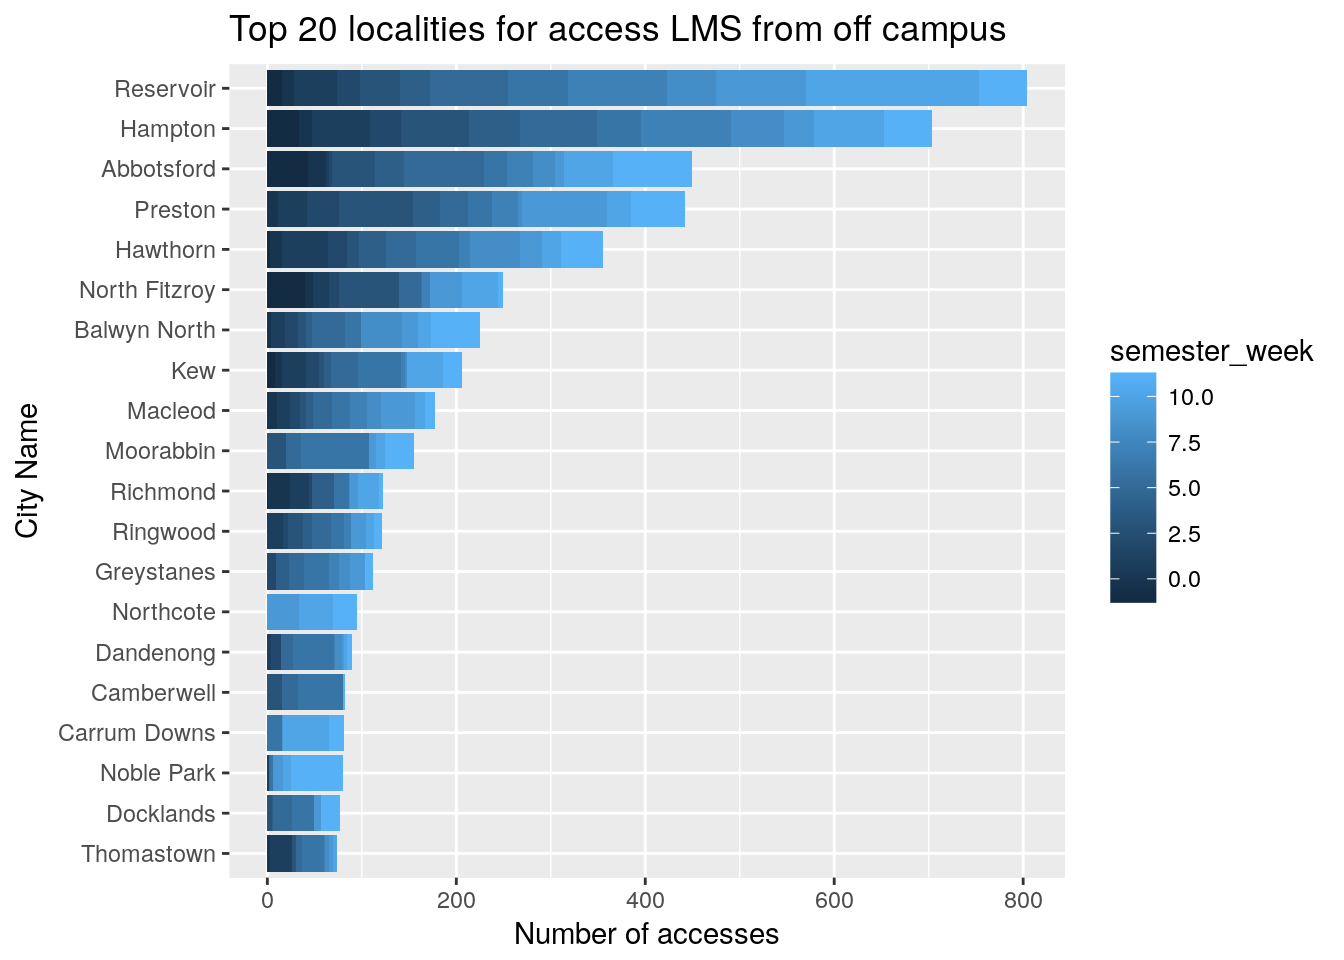 Top 20 localities for access LMS from off campus
City Name
Reservoir
Hampton
Abbotsford
Preston
Hawthorn
North Fitzroy
Balwyn North
Kew
Macleod
Moorabbin
Richmond
Ringwood
Greystanes
Northcote
Dandenong
Camberwell
Carrum Downs
Noble Park
Docklands
Thomastown
0 200 400 600 800
Number of accesses
semester_week
10.0
7.5
5.0
2.5
0.0